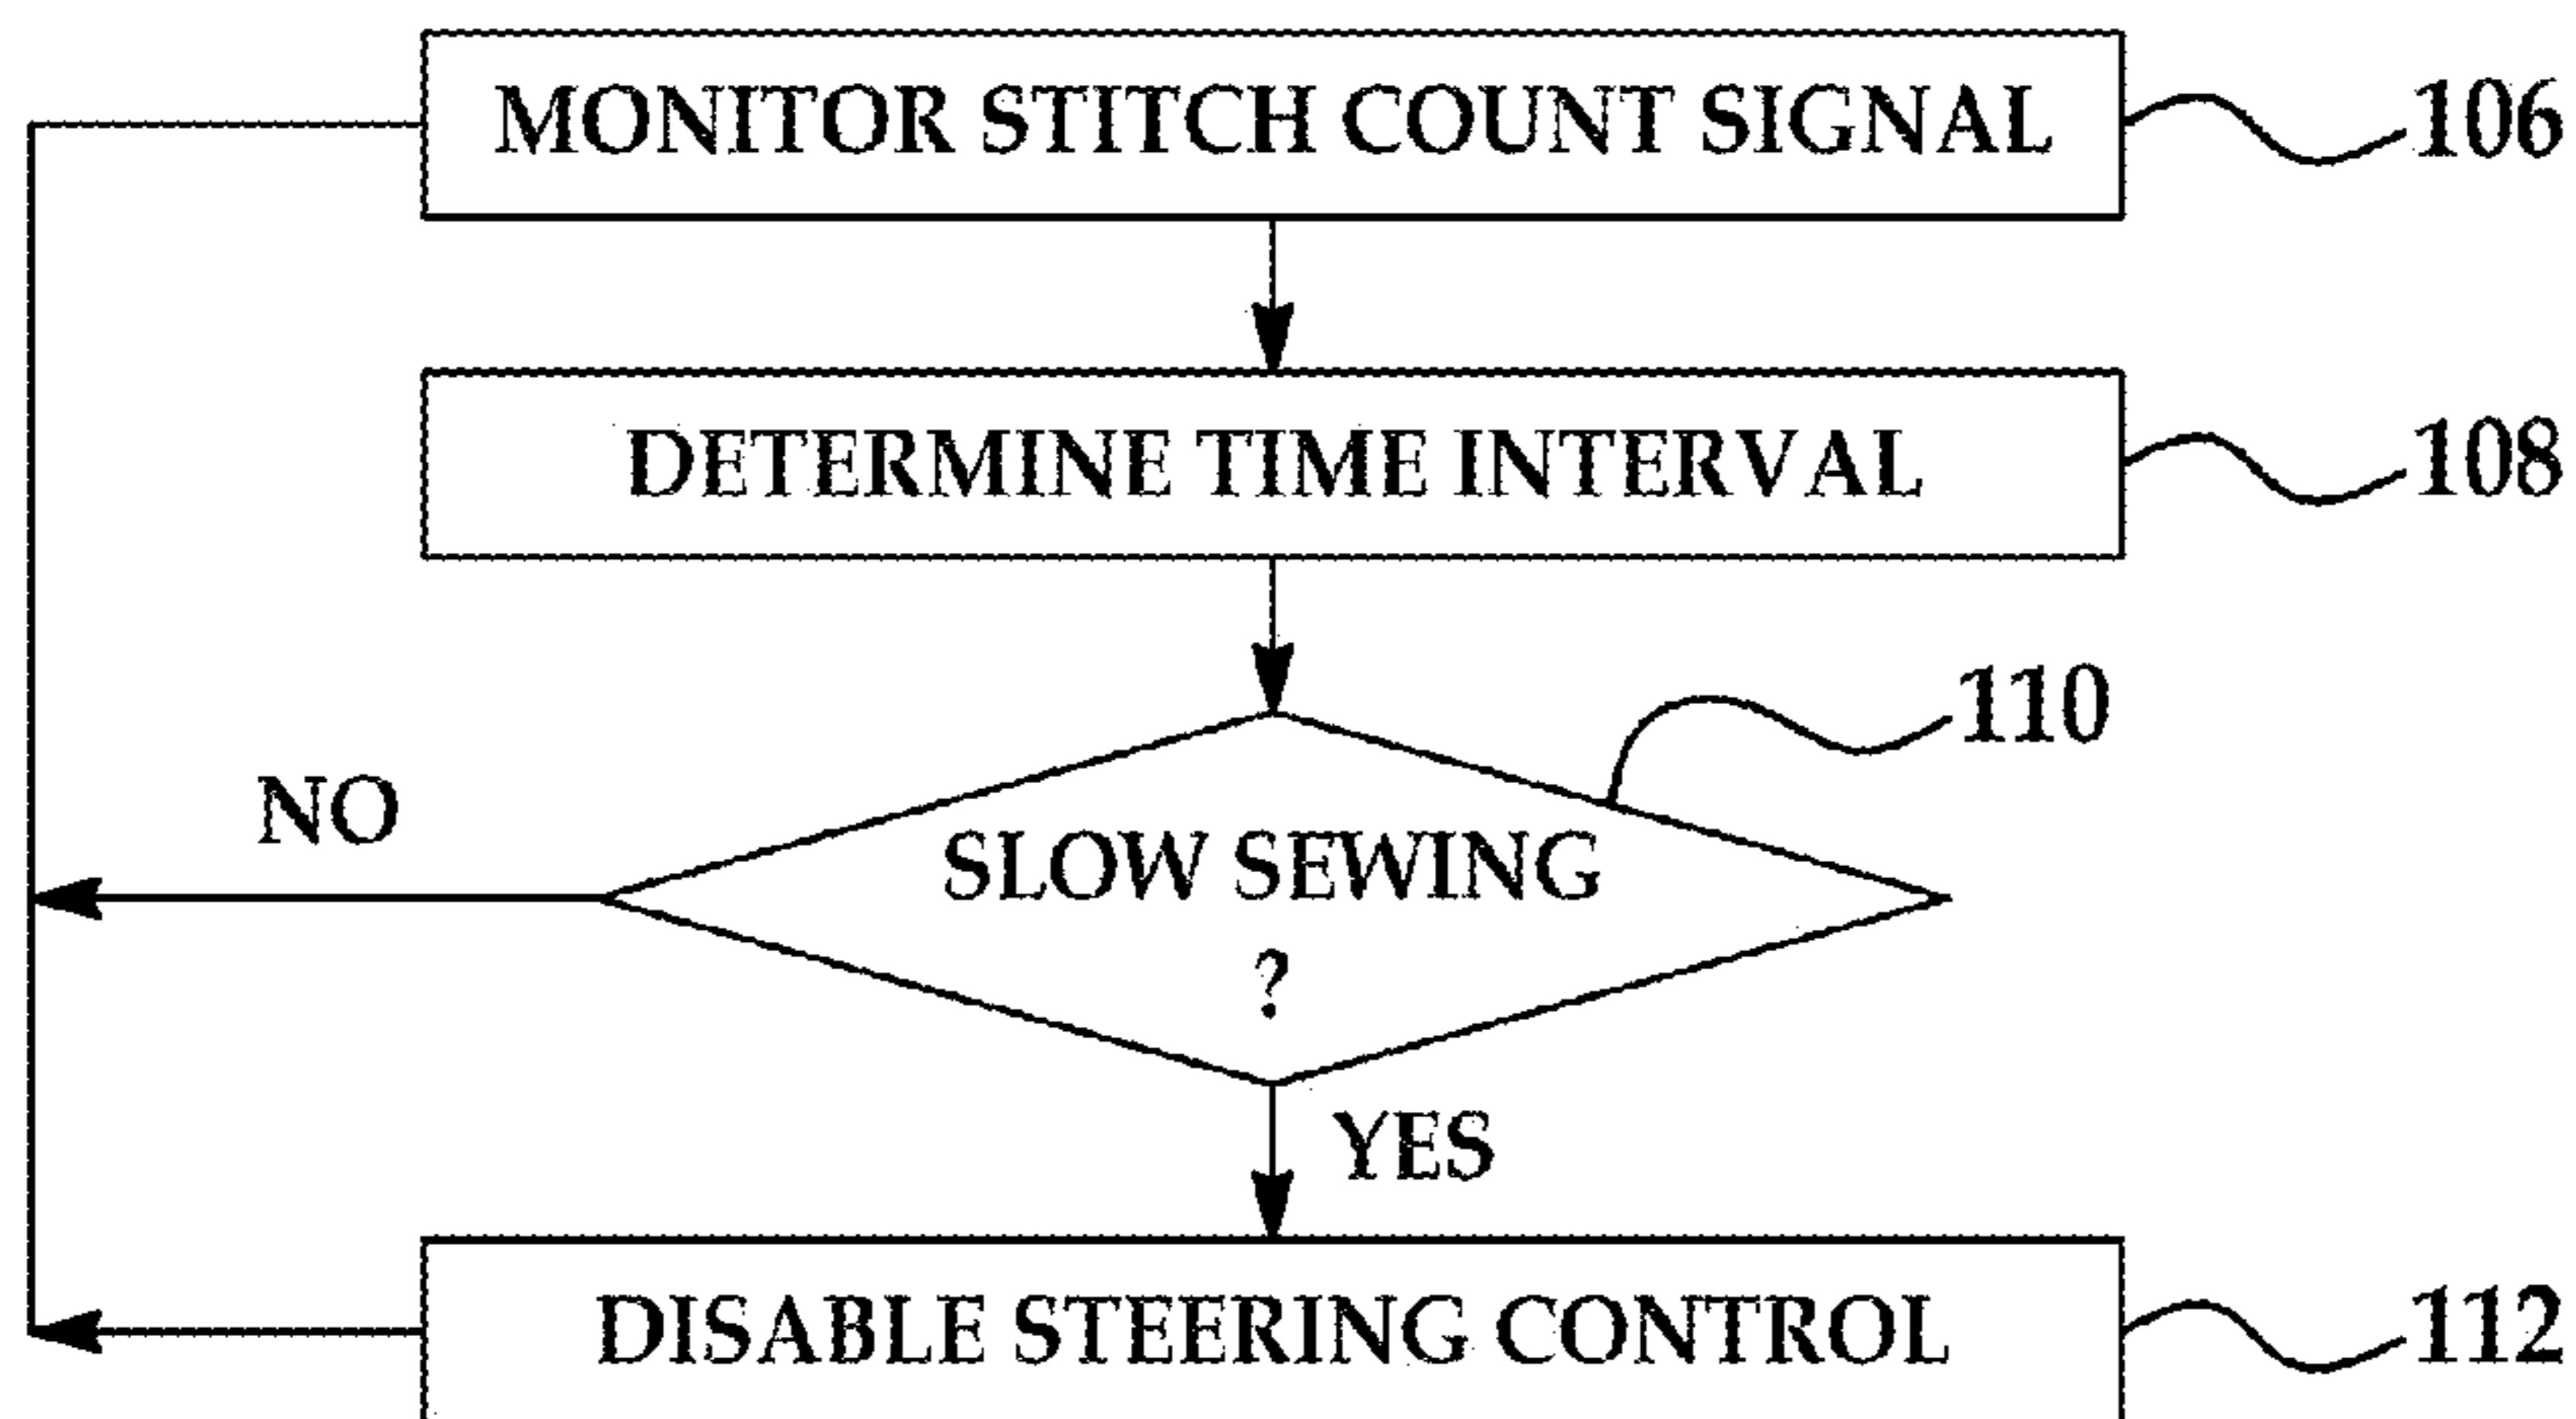 MONITOR STITCH COUNT SIGNAL
106
DETERMINE TIME INTERVAL
108
110
NO
SLOW SEWING
?
YES
DISABLE STEERING CONTROL
112